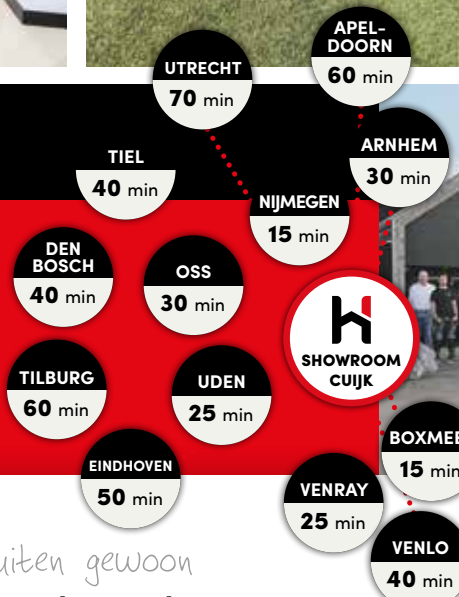 APEL-
DOORN
60 min
UTRECHT
70 min
ARNHEM
30 min
TIEL
40 min
NIJMEGEN
15 min
DEN
BOSCH
40 min
OSS
30 min
SHOWROOM
CUIJK
TILBURG
60 min
UDEN
25 min
BOXMEE
15 min
EINDHOVEN
50 min
VENRAY
25 min
VENLO
40 min
uiten gewoon